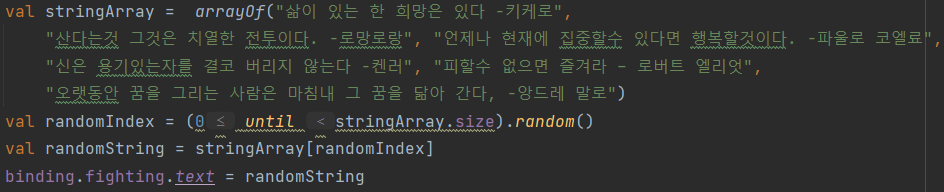 val stringArray = arrayOf("삶이 있는 한 희망은 있다 -키케로",
"산다는것 그것은 치열한 전투이다. -로망로랑", "언제나 현재에 집중할수 있다면 행복할것이다. -파울로 코엘료",
"신은 용기있는자를 결코 버리지 않는다 -켄러", "피할수 없으면 즐겨라 – 로버트 엘리엇",
"오랫동안 꿈을 그리는 사람은 마침내 그 꿈을 닮아 간다, -앙드레 말로")
val randomIndex = (0 ≤ until < stringArray.size).random()
val randomString = stringArray[randomIndex]
binding.fighting.text = randomString